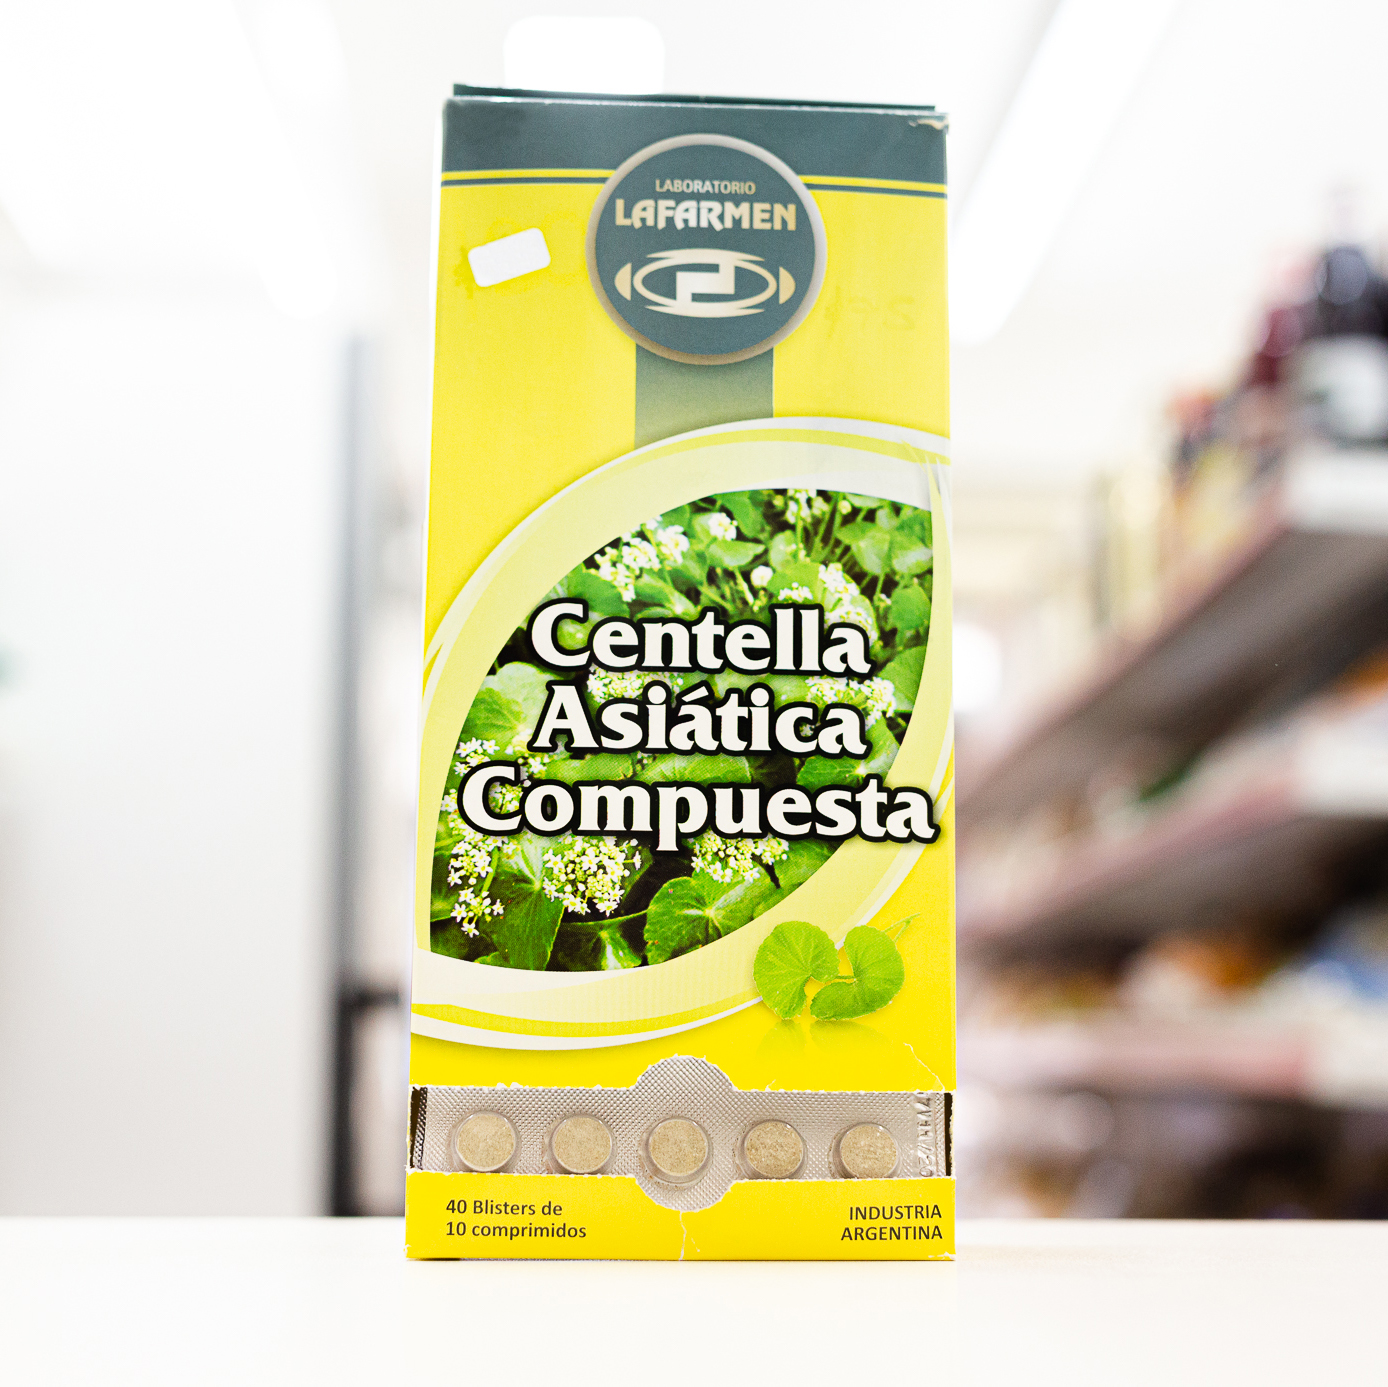 LABORATORIO
LAFARMEN
Centella
Asiática
Compuesta
40 Blisters de
10 comprimidos
INDUSTRIA
ARGENTINA